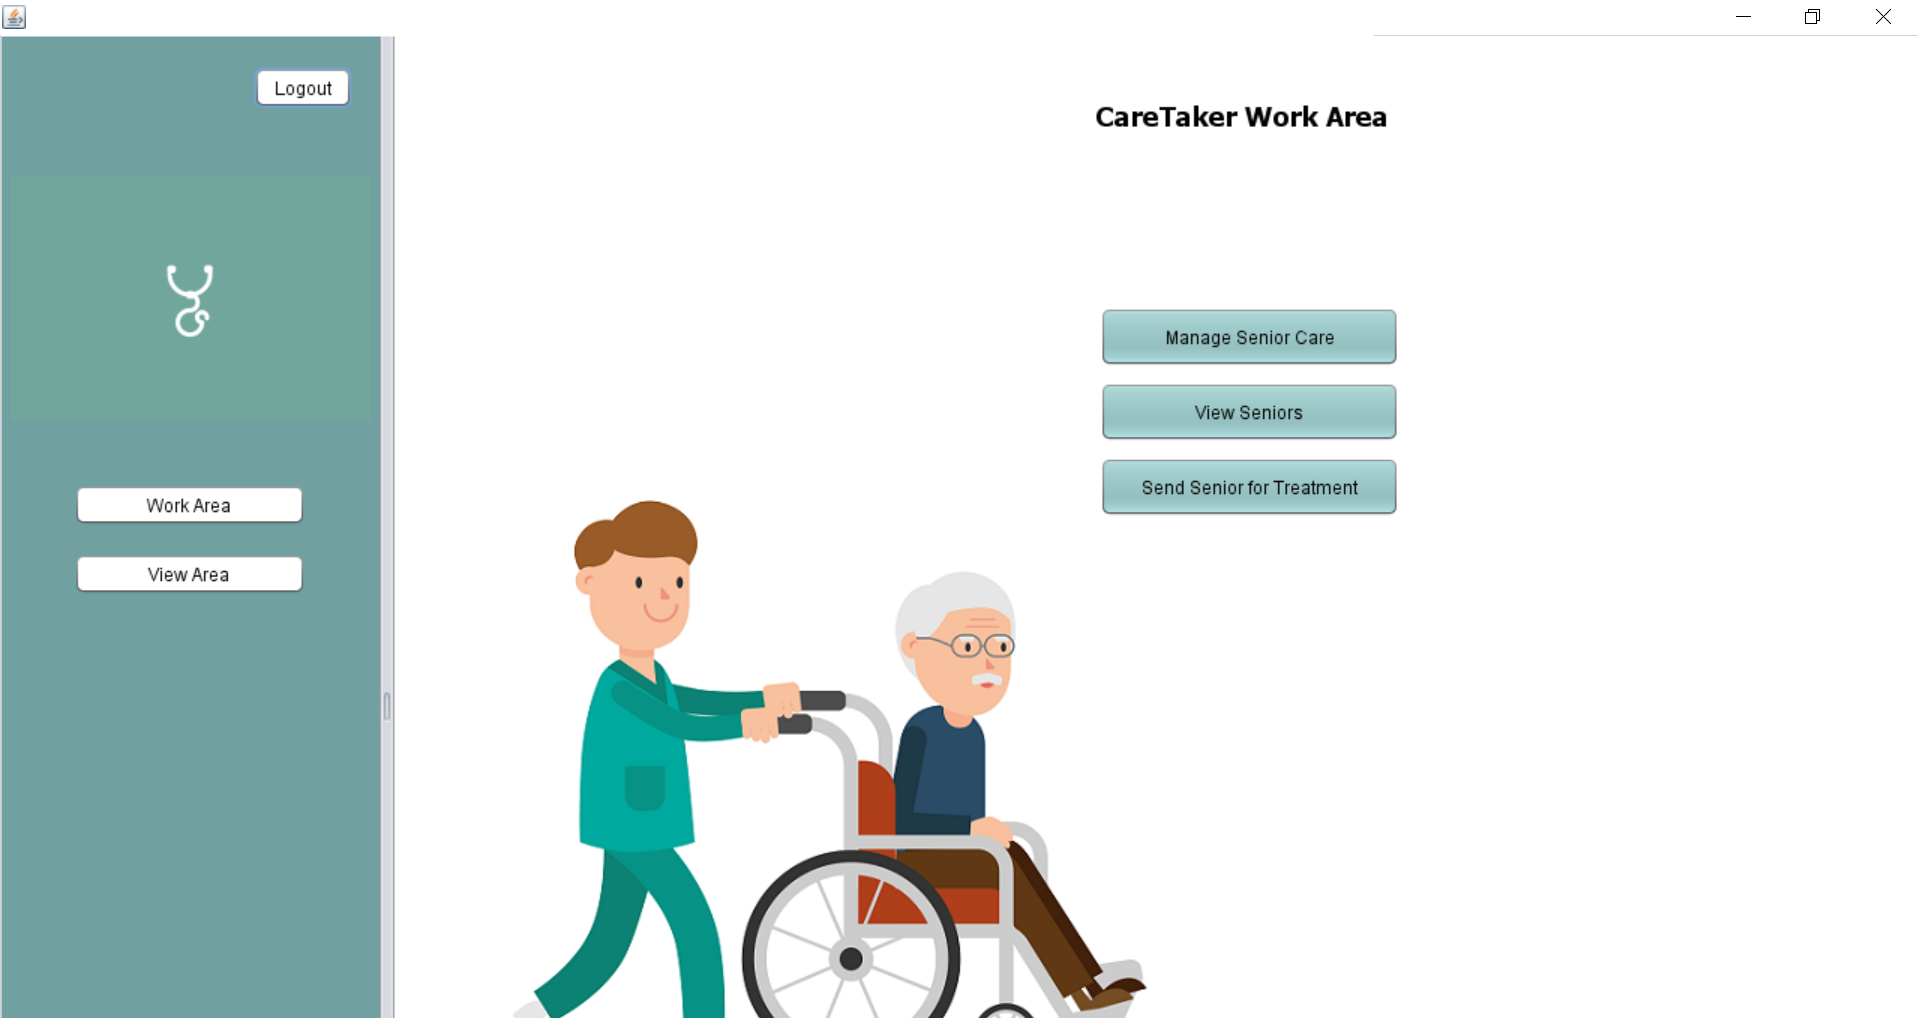 Logout
CareTaker Work Area
Manage Senior Care
View Seniors
Send Senior for Treatment
Work Area
View Area